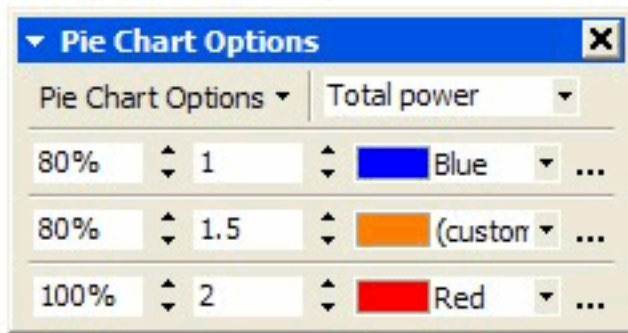 Pie Chart Options
Pie Chart Options Total power
80% 1 Blue ...
80% 1.5 (custom ...
100% 2 Red ...